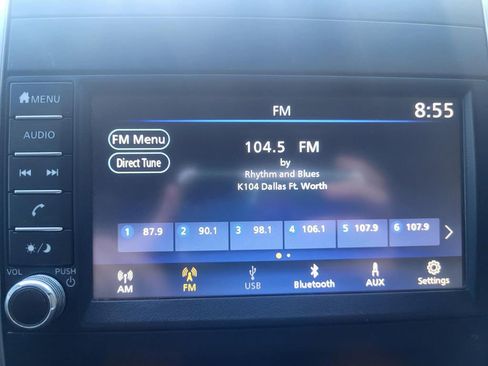 FM
8:55
MENU
FM Menu
104.5 FM
AUDIO
by
Direct Tune
Rhythm and Blues
K104 Dallas Ft. Worth
1 87.9 2 90.1 3 98.1 4 106.1 5 107.9 6 107.9
VOL PUSH
AM FM USB Bluetooth AUX Settings